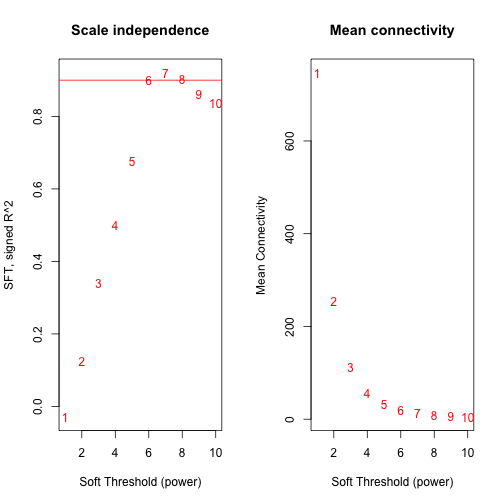 Scale independence
SFT, signed R^2
0.0 0.2 0.4 0.6 0.8
1 2 3 4 5 6 7 8 9 10
2 4 6 8 10
Soft Threshold (power)
Mean connectivity
Mean Connectivity
0 200 400 600
1 2 3 4 5 6 7 8 9 10
2 4 6 8 10
Soft Threshold (power)